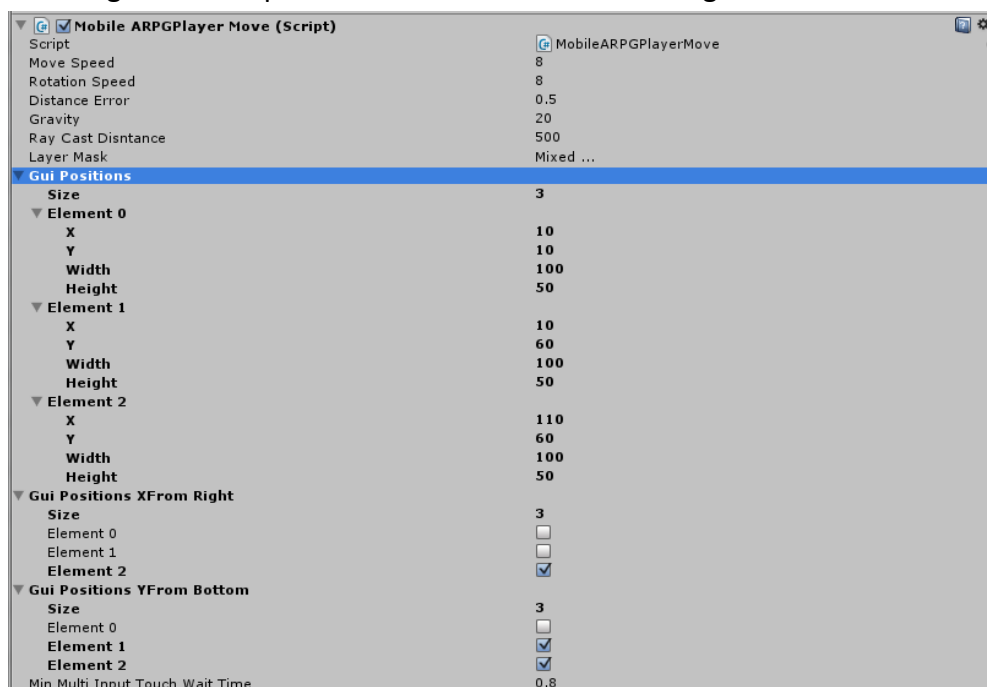 Mobile ARPGPlayer Move (Script)
Script MobileARPGPlayerMove
Move Speed 8
Rotation Speed 8
Distance Error 0.5
Gravity 20
Ray Cast Disntance 500
Layer Mask Mixed ...
Gui Positions
Size 3
Element 0
X 10
Y 10
Width 100
Height 50
Element 1
X 10
Y 60
Width 100
Height 50
Element 2
X 110
Y 60
Width 100
Height 50
Gui Positions XFrom Right
Size 3
Element 0
Element 1
Element 2
Gui Positions YFrom Bottom
Size 3
Element 0
Element 1
Element 2
Min Multi Input Touch Wait Time 0.8